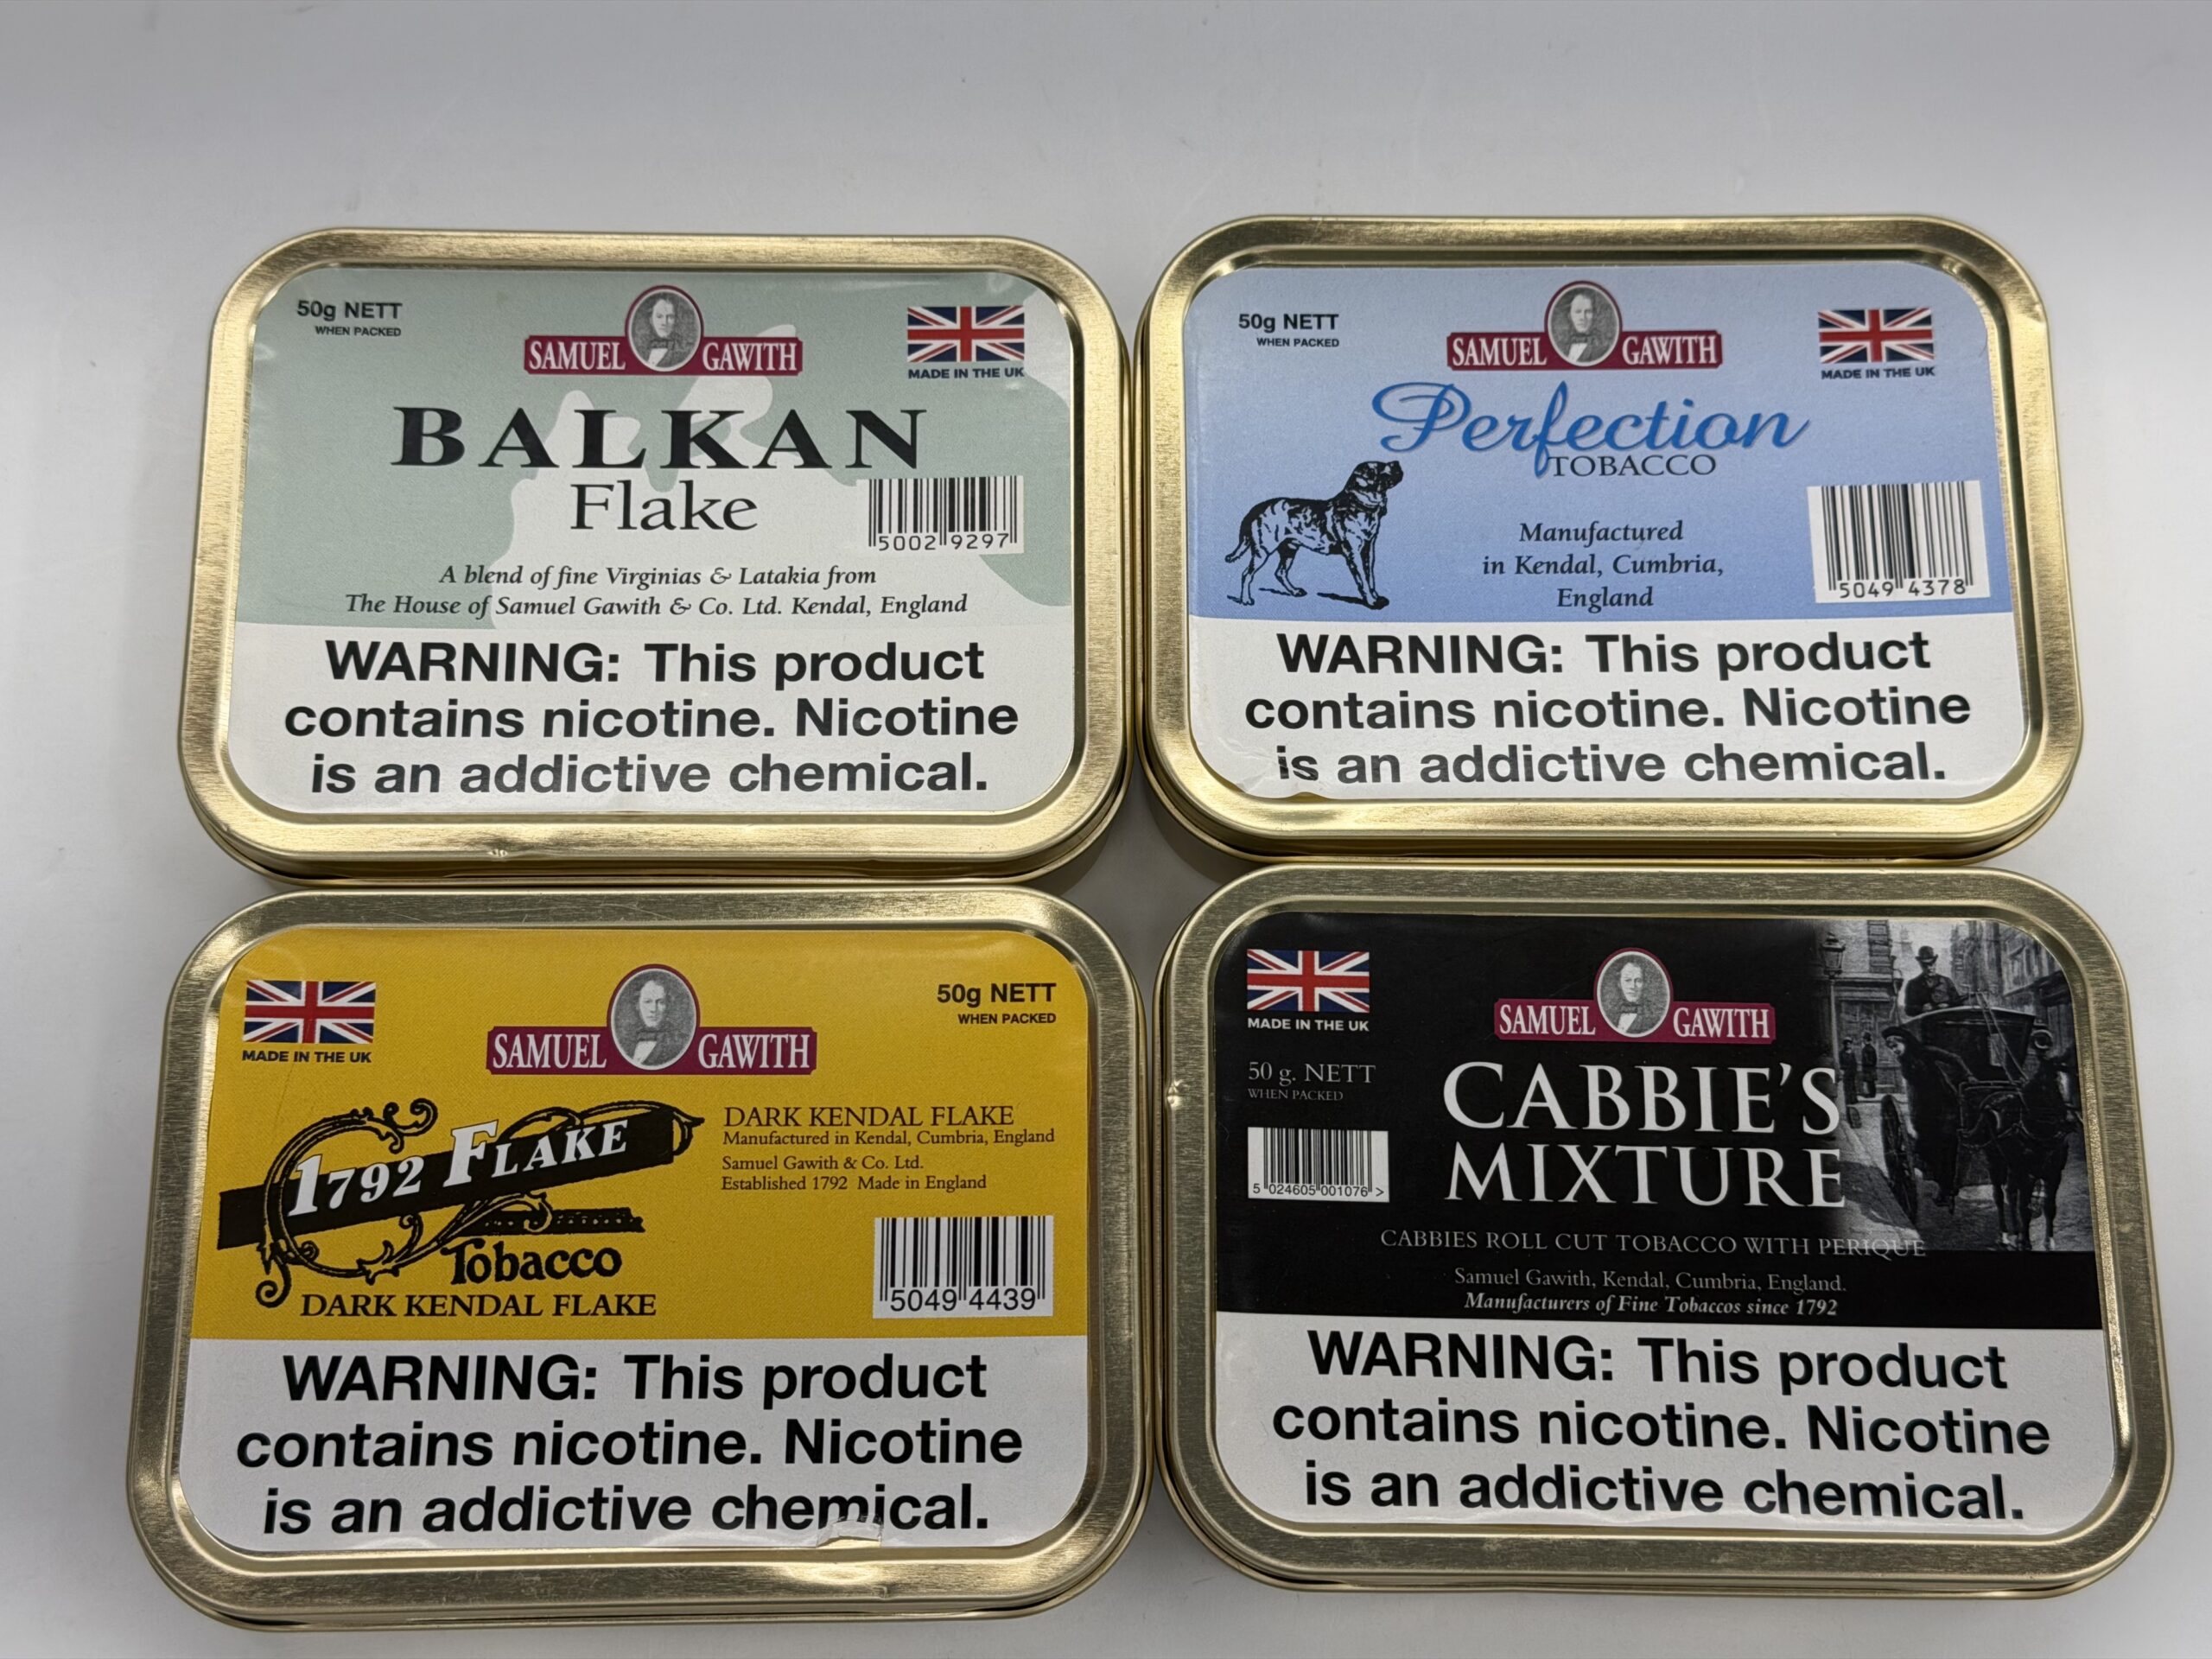 50g NETT
WHEN PACKED
SAMUEL GAWITH
MADE IN THE UK
BALKAN
Flake
5002 9297
A blend of fine Virginias & Latakia from
The House of Samuel Gawith & Co. Ltd. Kendal, England
WARNING: This product
contains nicotine. Nicotine
is an addictive chemical.
50g NETT
WHEN PACKED
SAMUEL GAWITH
MADE IN THE UK
Perfection
TOBACCO
Manufactured
in Kendal, Cumbria,
England
5049 4378
WARNING: This product
contains nicotine. Nicotine
is an addictive chemical.
MADE IN THE UK
SAMUEL GAWITH
50g NETT
WHEN PACKED
1792 FLAKE
Tobacco
DARK KENDAL FLAKE
DARK KENDAL FLAKE
Manufactured in Kendal, Cumbria, England
Samuel Gawith & Co. Ltd.
Established 1792 Made in England
5049 4439
WARNING: This product
contains nicotine. Nicotine
is an addictive chemical.
MADE IN THE UK
SAMUEL GAWITH
50 g. NETT
WHEN PACKED
5 024605 001076 >
CABBIE'S
MIXTURE
CABBIES ROLL CUT TOBACCO WITH PERIQUE
Samuel Gawith, Kendal, Cumbria, England.
Manufacturers of Fine Tobaccos since 1792
WARNING: This product
contains nicotine. Nicotine
is an addictive chemical.